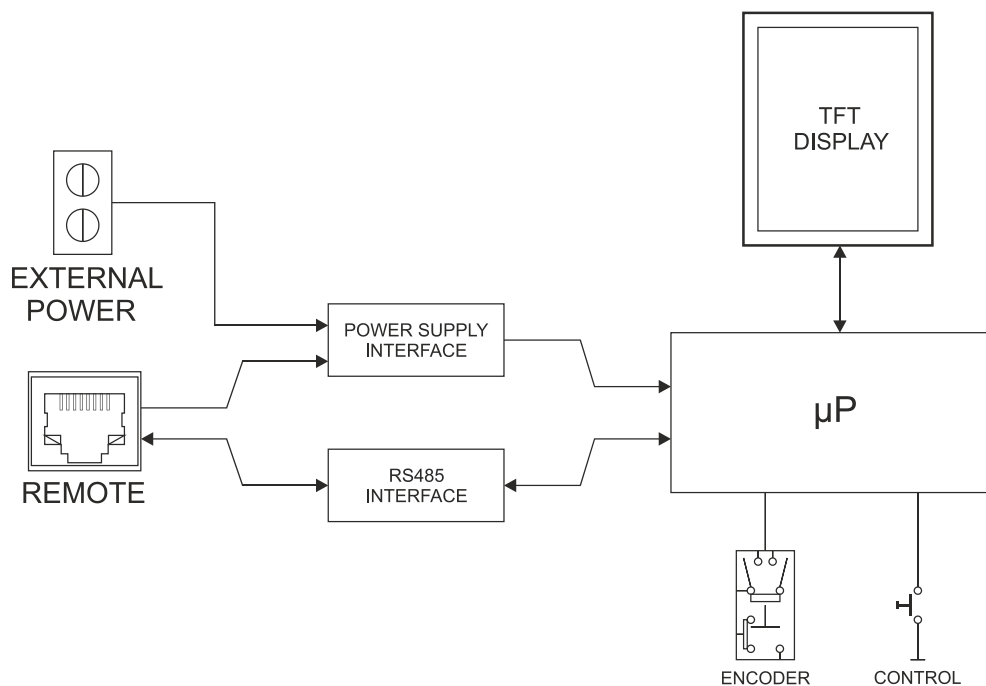 TFT
DISPLAY
EXTERNAL
POWER
POWER SUPPLY
INTERFACE
µP
REMOTE
RS485
INTERFACE
ENCODER
CONTROL